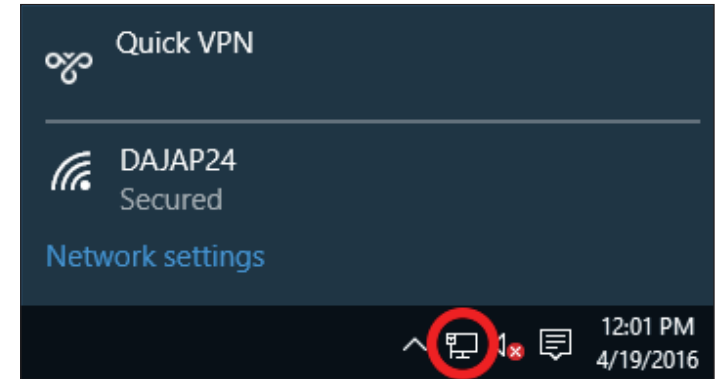 Quick VPN
DAJAP24
Secured
Network settings
12:01 PM
4/19/2016